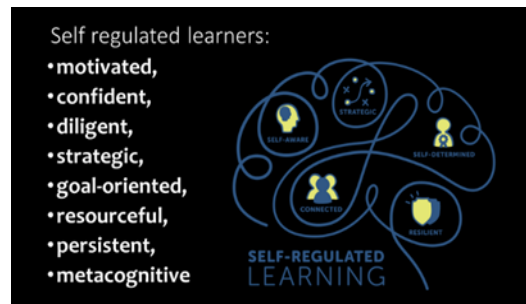 Self regulated learners:
•motivated,
•confident,
•diligent,
•strategic,
•goal-oriented,
•resourceful,
•persistent,
•metacognitive
STRATEGIC
SELF-AWARE
SELF-DETERMINED
CONNECTED
RESILIENT
SELF-REGULATED
LEARNING